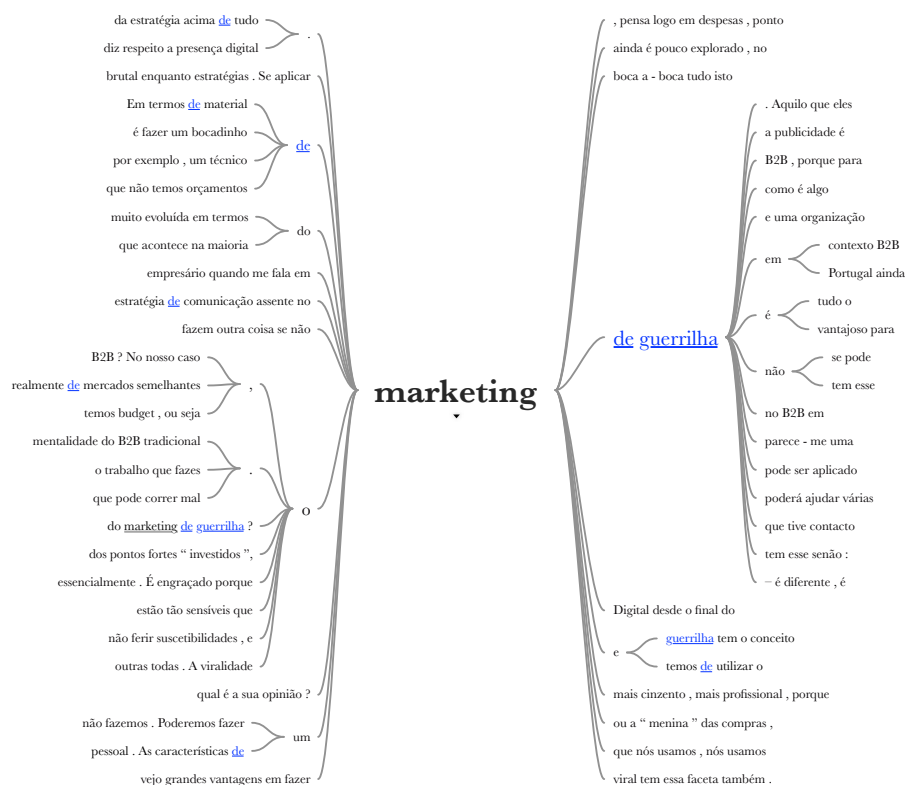 da estratégia acima de tudo
diz respeito a presença digital
.
brutal enquanto estratégias . Se aplicar
Em termos de material
é fazer um bocadinho
por exemplo , um técnico
que não temos orçamentos
de
muito evoluída em termos
que acontece na maioria
do
empresário quando me fala em
estratégia de comunicação assente no
fazem outra coisa se não
B2B ? No nosso caso
realmente de mercados semelhantes
temos budget , ou seja
,
mentalidade do B2B tradicional
o trabalho que fazes
que pode correr mal
.
do marketing de guerrilha ?
dos pontos fortes “ investidos ”,
essencialmente . É engraçado porque
estão tão sensíveis que
não ferir suscetibilidades , e
outras todas . A viralidade
o
qual é a sua opinião ?
não fazemos . Poderemos fazer
pessoal . As características de
um
vejo grandes vantagens em fazer
marketing
, pensa logo em despesas , ponto
ainda é pouco explorado , no
boca a - boca tudo isto
de guerrilha
. Aquilo que eles
a publicidade é
B2B , porque para
como é algo
e uma organização
em
contexto B2B
Portugal ainda
é
tudo o
vantajoso para
não
se pode
tem esse
no B2B em
parece - me uma
pode ser aplicado
poderá ajudar várias
que tive contacto
tem esse senão :
– é diferente , é
Digital desde o final do
e
guerrilha tem o conceito
temos de utilizar o
mais cinzento , mais profissional , porque
ou a “ menina ” das compras ,
que nós usamos , nós usamos
viral tem essa faceta também .